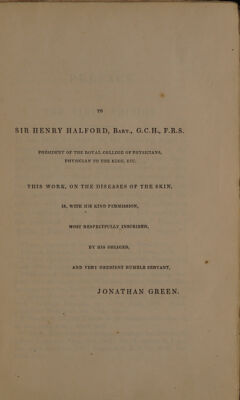 TO
SIR HENRY HALFORD, BART., G.C.H., F.R.S.
PRESIDENT OF THE ROYAL COLLEGE OF PHYSICIANS,
PHYSICIAN TO THE KING, ETC.
THIS WORK, ON THE DISEASES OF THE SKIN,
IS, WITH HIS KIND PERMISSION,
MOST RESPECTFULLY INSCRIBED,
BY HIS OBLIGED,
AND VERY OBEDIENT HUMBLE SERVANT,
JONATHAN GREEN.